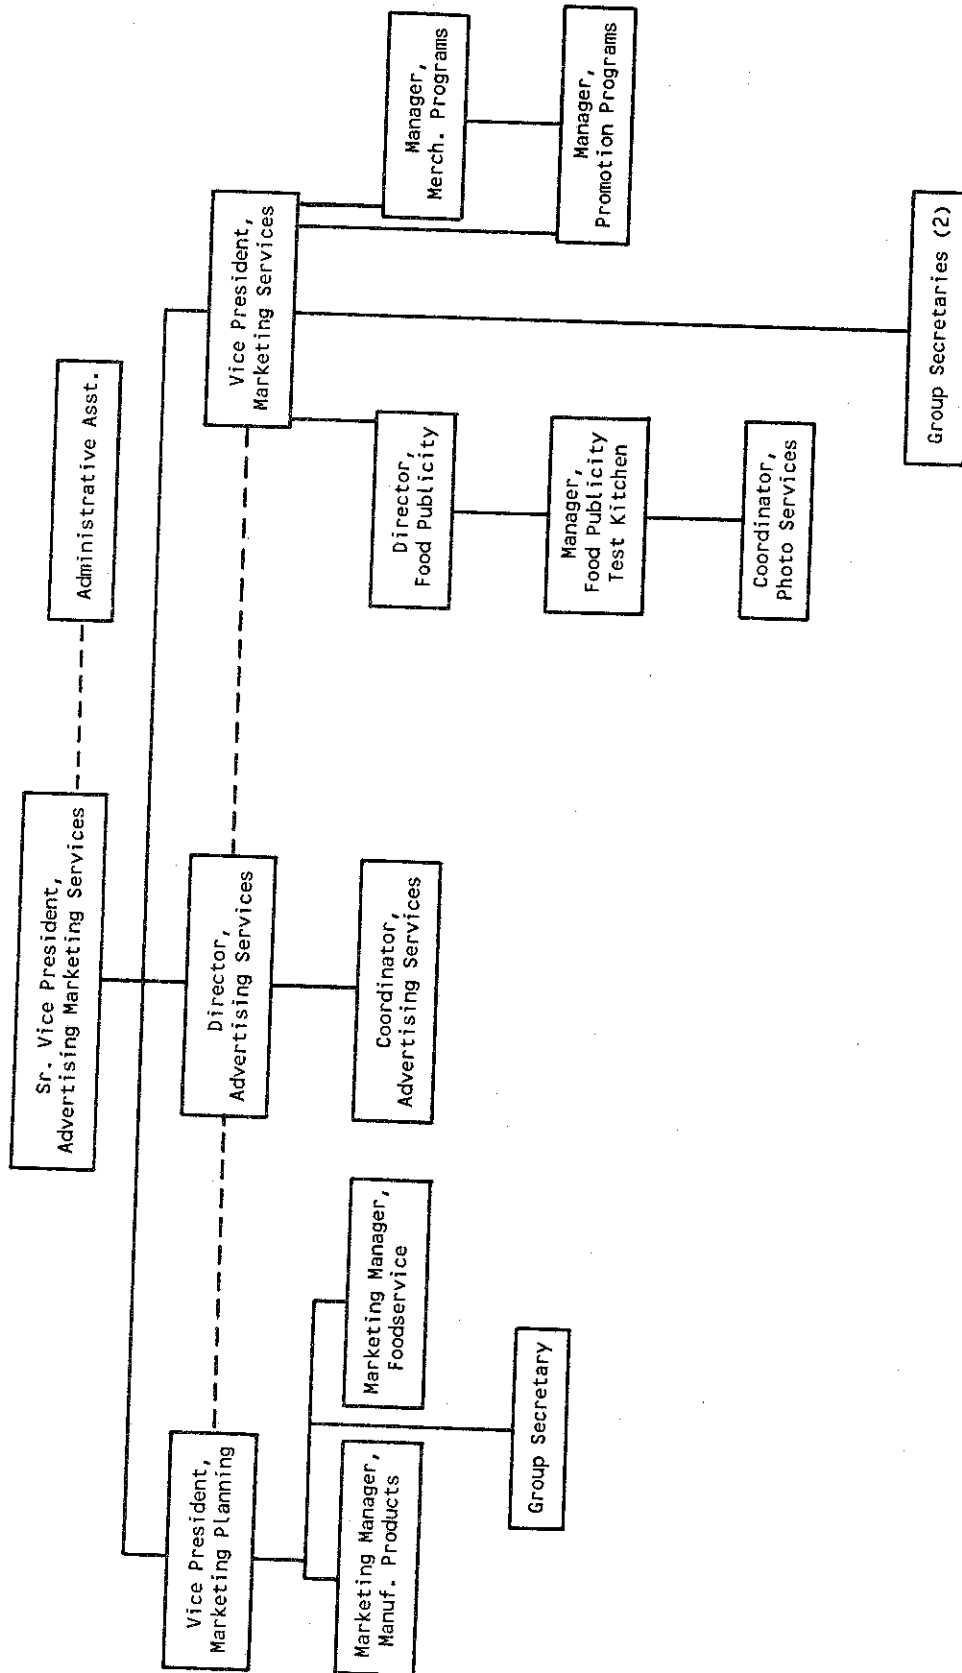 Sr. Vice President,
Advertising Marketing Services
Administrative Asst.
Vice President,
Marketing Planning
Director,
Advertising Services
Vice President,
Marketing Services
Marketing Manager,
Manuf. Products
Marketing Manager,
Foodservice
Coordinator,
Advertising Services
Director,
Food Publicity
Manager,
Merch. Programs
Group Secretary
Manager,
Food Publicity
Test Kitchen
Manager,
Promotion Programs
Coordinator,
Photo Services
Group Secretaries (2)